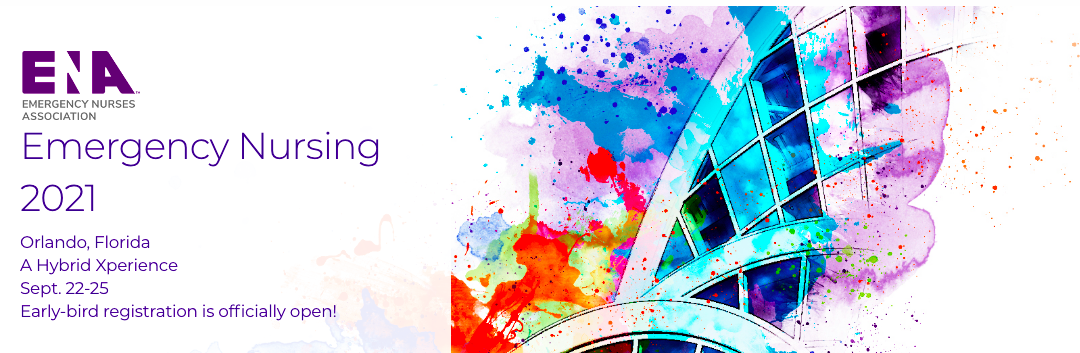 ENA™
EMERGENCY NURSES
ASSOCIATION
Emergency Nursing
2021
Orlando, Florida
A Hybrid Xperience
Sept. 22-25
Early-bird registration is officially open!